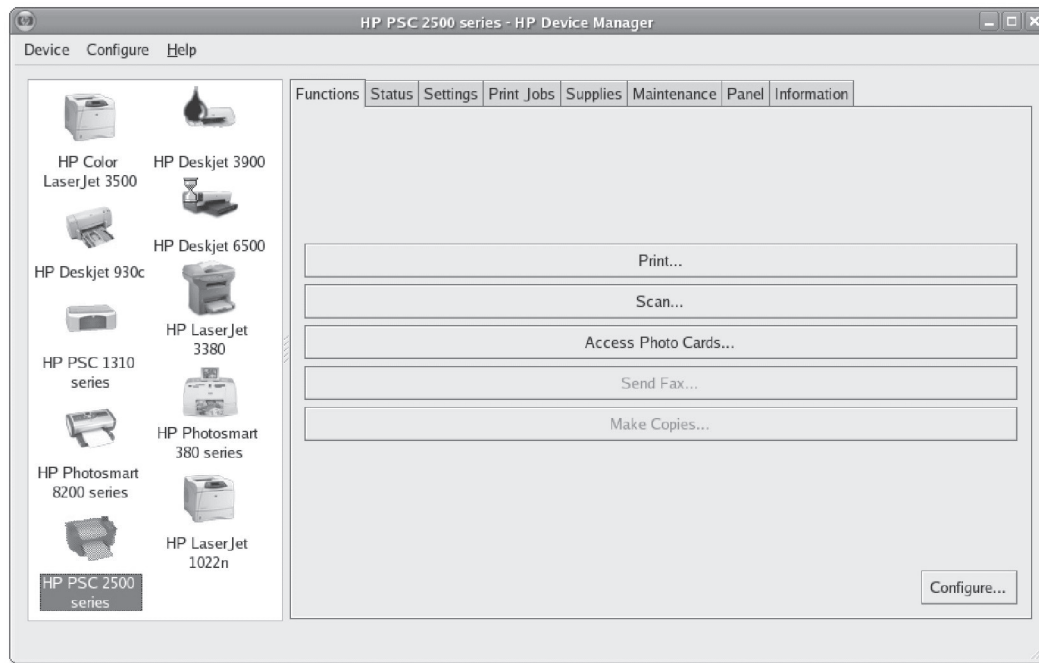 HP PSC 2500 series - HP Device Manager
Device Configure Help
HP Color
LaserJet 3500
HP Deskjet 930c
HP PSC 1310
series
HP Photosmart
8200 series
HP PSC 2500
series
HP Deskjet 3900
HP Deskjet 6500
HP LaserJet
3380
HP Photosmart
380 series
HP LaserJet
1022n
Functions Status Settings Print Jobs Supplies Maintenance Panel Information
Print...
Scan...
Access Photo Cards...
Send Fax...
Make Copies...
Configure...